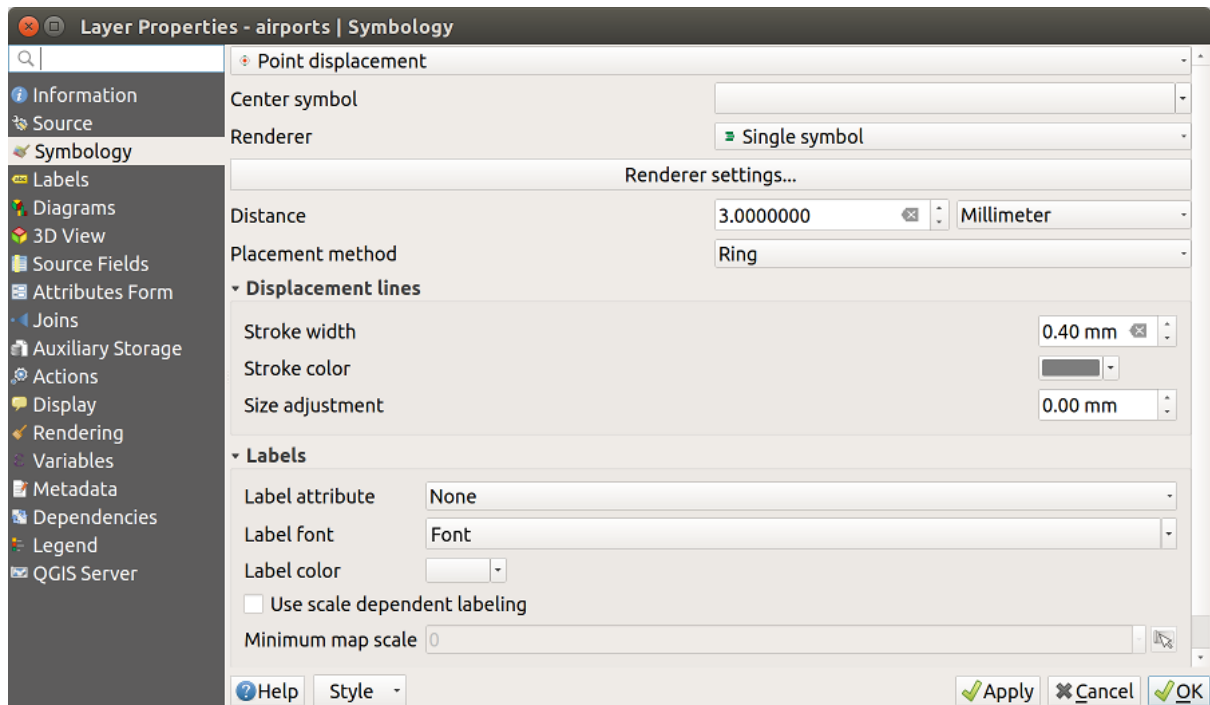 Layer Properties - airports | Symbology
Information
Source
Symbology
Labels
Diagrams
3D View
Source Fields
Attributes Form
Joins
Auxiliary Storage
Actions
Display
Rendering
Variables
Metadata
Dependencies
Legend
QGIS Server
Point displacement
Center symbol
Renderer Single symbol
Renderer settings...
Distance 3.0000000 Millimeter
Placement method Ring
Displacement lines
Stroke width 0.40 mm
Stroke color
Size adjustment 0.00 mm
Labels
Label attribute None
Label font Font
Label color
Use scale dependent labeling
Minimum map scale 0
Help Style Apply Cancel OK